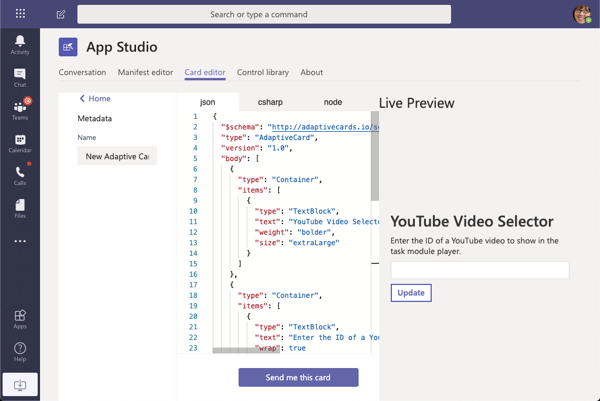 Search or type a command
Activity
Chat
Teams
Calendar
Calls
Files
Apps
Help
App Studio
Conversation Manifest editor Card editor Control library About
Home
Metadata
Name
New Adaptive Car
json csharp node
1 {
2 "$schema": "http://adaptivecards.io/s
3 "type": "AdaptiveCard",
4 "version": "1.0",
5 "body": [
6 {
7 "type": "Container",
8 "items": [
9 {
10 "type": "TextBlock",
11 "text": "YouTube Video Selecto
12 "weight": "bolder",
13 "size": "extraLarge"
14 }
15 ]
16 },
17 {
18 "type": "Container",
19 "items": [
20 {
21 "type": "TextBlock",
22 "text": "Enter the ID of a You
23 "wrap": true
Live Preview
YouTube Video Selector
Enter the ID of a YouTube video to show in the
task module player.
Update
Send me this card